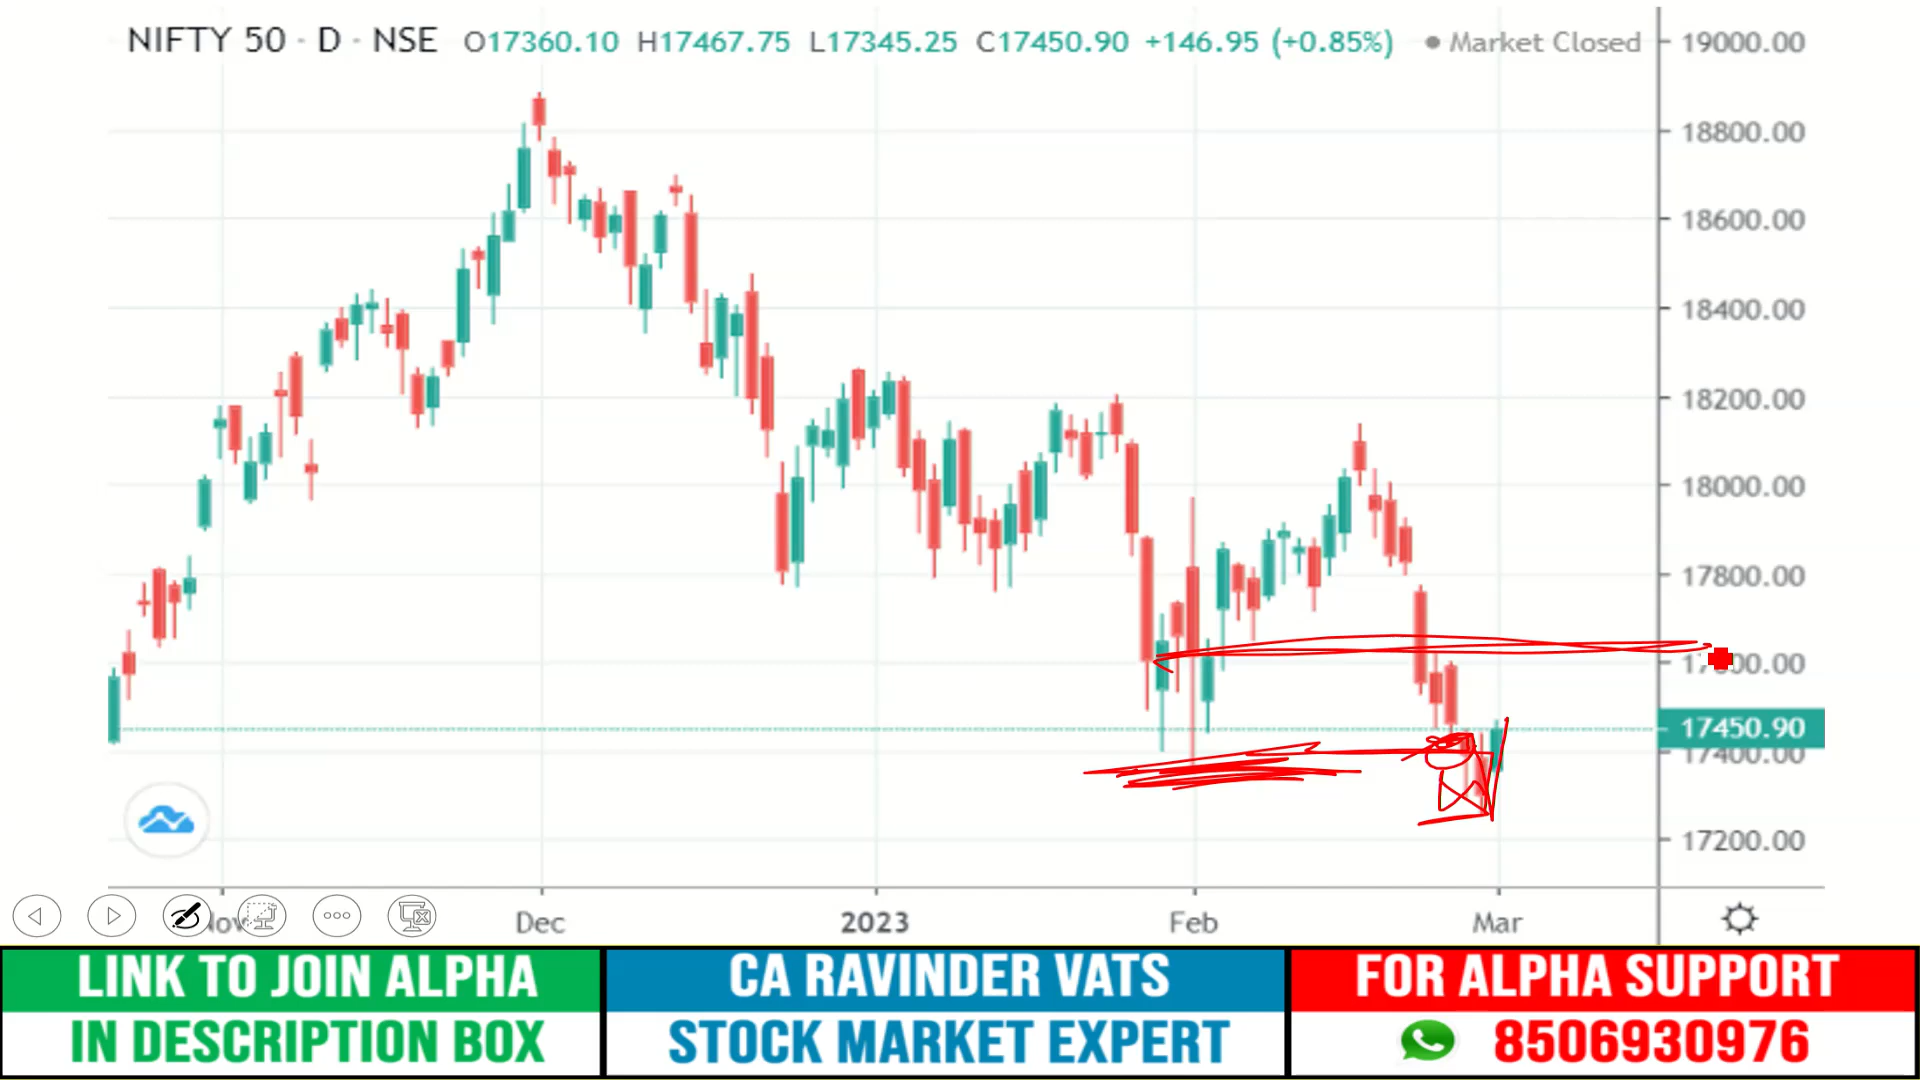 NIFTY 50 · D · NSE O17360.10 H17467.75 L17345.25 C17450.90 +146.95 (+0.85%) Market Closed
19000.00
18800.00
18600.00
18400.00
18200.00
18000.00
17800.00
17450.90
17400.00
17200.00
Dec 2023 Feb Mar
LINK TO JOIN ALPHA
IN DESCRIPTION BOX
CA RAVINDER VATS
STOCK MARKET EXPERT
FOR ALPHA SUPPORT
8506930976